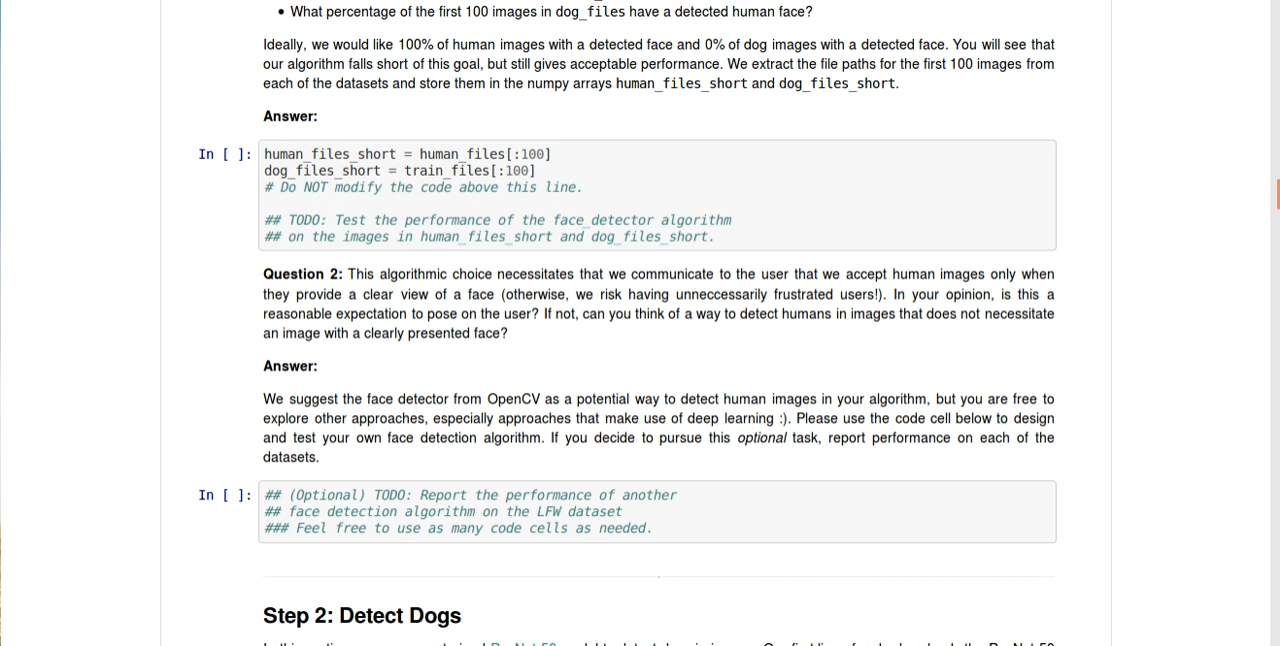 • What percentage of the first 100 images in dog_files have a detected human face?
Ideally, we would like 100% of human images with a detected face and 0% of dog images with a detected face. You will see that
our algorithm falls short of this goal, but still gives acceptable performance. We extract the file paths for the first 100 images from
each of the datasets and store them in the numpy arrays human_files_short and dog_files_short.
Answer:
In [ ]: human_files_short = human_files[:100]
dog_files_short = train_files[:100]
# Do NOT modify the code above this line.
## TODO: Test the performance of the face_detector algorithm
## on the images in human_files_short and dog_files_short.
Question 2: This algorithmic choice necessitates that we communicate to the user that we accept human images only when
they provide a clear view of a face (otherwise, we risk having unneccessarily frustrated users!). In your opinion, is this a
reasonable expectation to pose on the user? If not, can you think of a way to detect humans in images that does not necessitate
an image with a clearly presented face?
Answer:
We suggest the face detector from OpenCV as a potential way to detect human images in your algorithm, but you are free to
explore other approaches, especially approaches that make use of deep learning :). Please use the code cell below to design
and test your own face detection algorithm. If you decide to pursue this optional task, report performance on each of the
datasets.
In [ ]: ## (Optional) TODO: Report the performance of another
## face detection algorithm on the LFW dataset
### Feel free to use as many code cells as needed.
Step 2: Detect Dogs